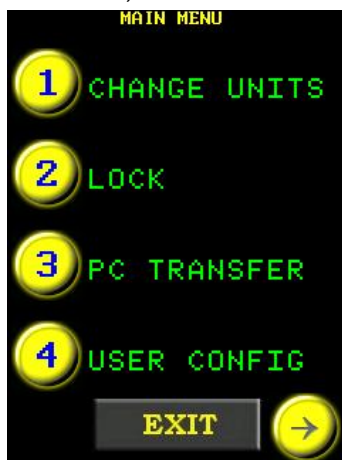 MAIN MENU
1 CHANGE UNITS
2 LOCK
3 PC TRANSFER
4 USER CONFIG
EXIT